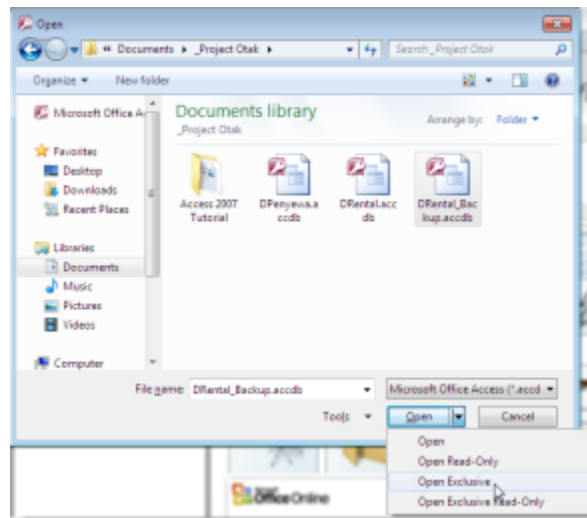 Open
« Documents ▸ _Project Otak ▸
Search _Project Otak
Organize ▾
New folder
Microsoft Office A
Documents library
_Project Otak
Arrange by: Folder ▾
Favorites
Desktop
Downloads
Recent Places
Libraries
Documents
Music
Pictures
Videos
Computer
Access 2007
Tutorial
DPenyewa.a
ccdb
DRental.acc
db
DRental_Bac
kup.accdb
File name: DRental_Backup.accdb
Microsoft Office Access (*.accd
Tools
Open
Cancel
Open
Open Read-Only
Open Exclusive
Open Exclusive Read-Only
Office Online